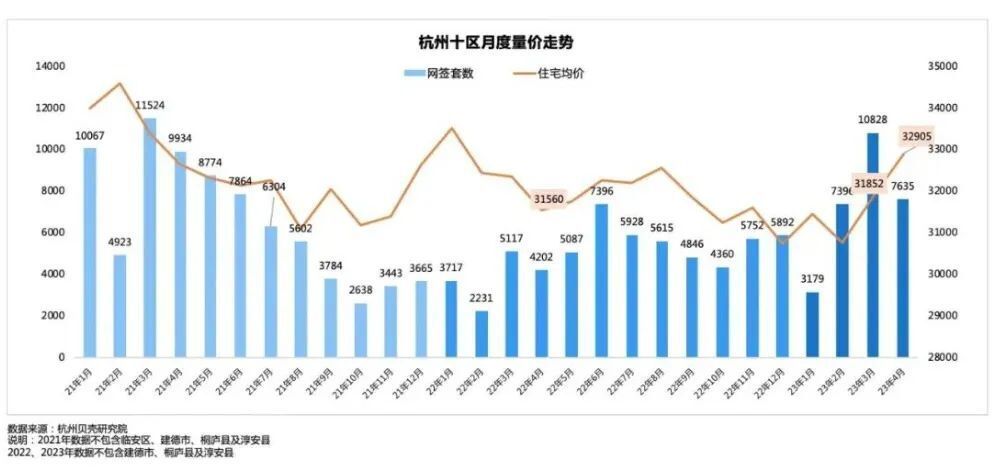 杭州十区月度量价走势
网签套数 住宅均价
14000
12000
10000
8000
6000
4000
2000
0
35000
34000
33000
32000
31000
30000
29000
28000
10067
4923
11524
9934
8774
7864
6304
5602
3784
2638
3443
3665
3717
2231
5117
4202
5087
7396
5928
5615
4846
4360
5752
5892
3179
7396
10828
7635
31560
31852
32905
21年1月
21年2月
21年3月
21年4月
21年5月
21年6月
21年7月
21年8月
21年9月
21年10月
21年11月
21年12月
22年1月
22年2月
22年3月
22年4月
22年5月
22年6月
22年7月
22年8月
22年9月
22年10月
22年11月
22年12月
23年1月
23年2月
23年3月
23年4月
数据来源：杭州贝壳研究院
说明：2021年数据不包含临安区、建德市、桐庐县及淳安县
2022、2023年数据不包含建德市、桐庐县及淳安县